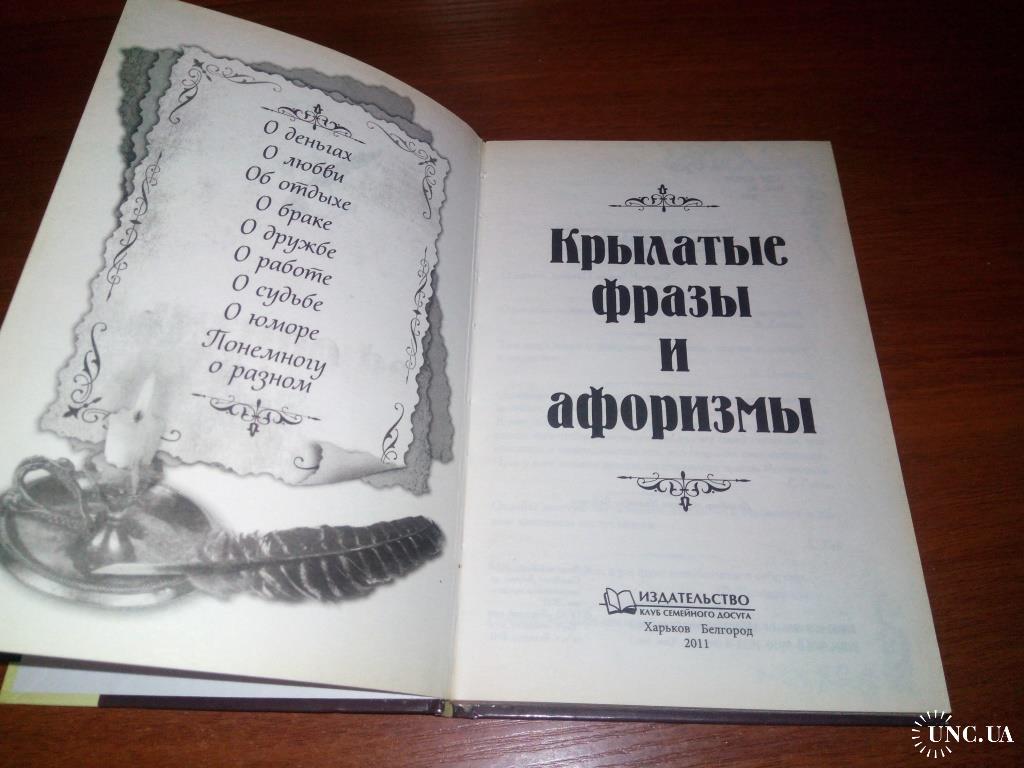 О деньгах
О любви
Об отдыхе
О браке
О дружбе
О работе
О судьбе
О юморе
Понемногу
о разном
Крылатые
фразы
и
афоризмы
ИЗДАТЕЛЬСТВО
КЛУБ СЕМЕЙНОГО ДОСУГА
Харьков Белгород
2011
UNC.UA